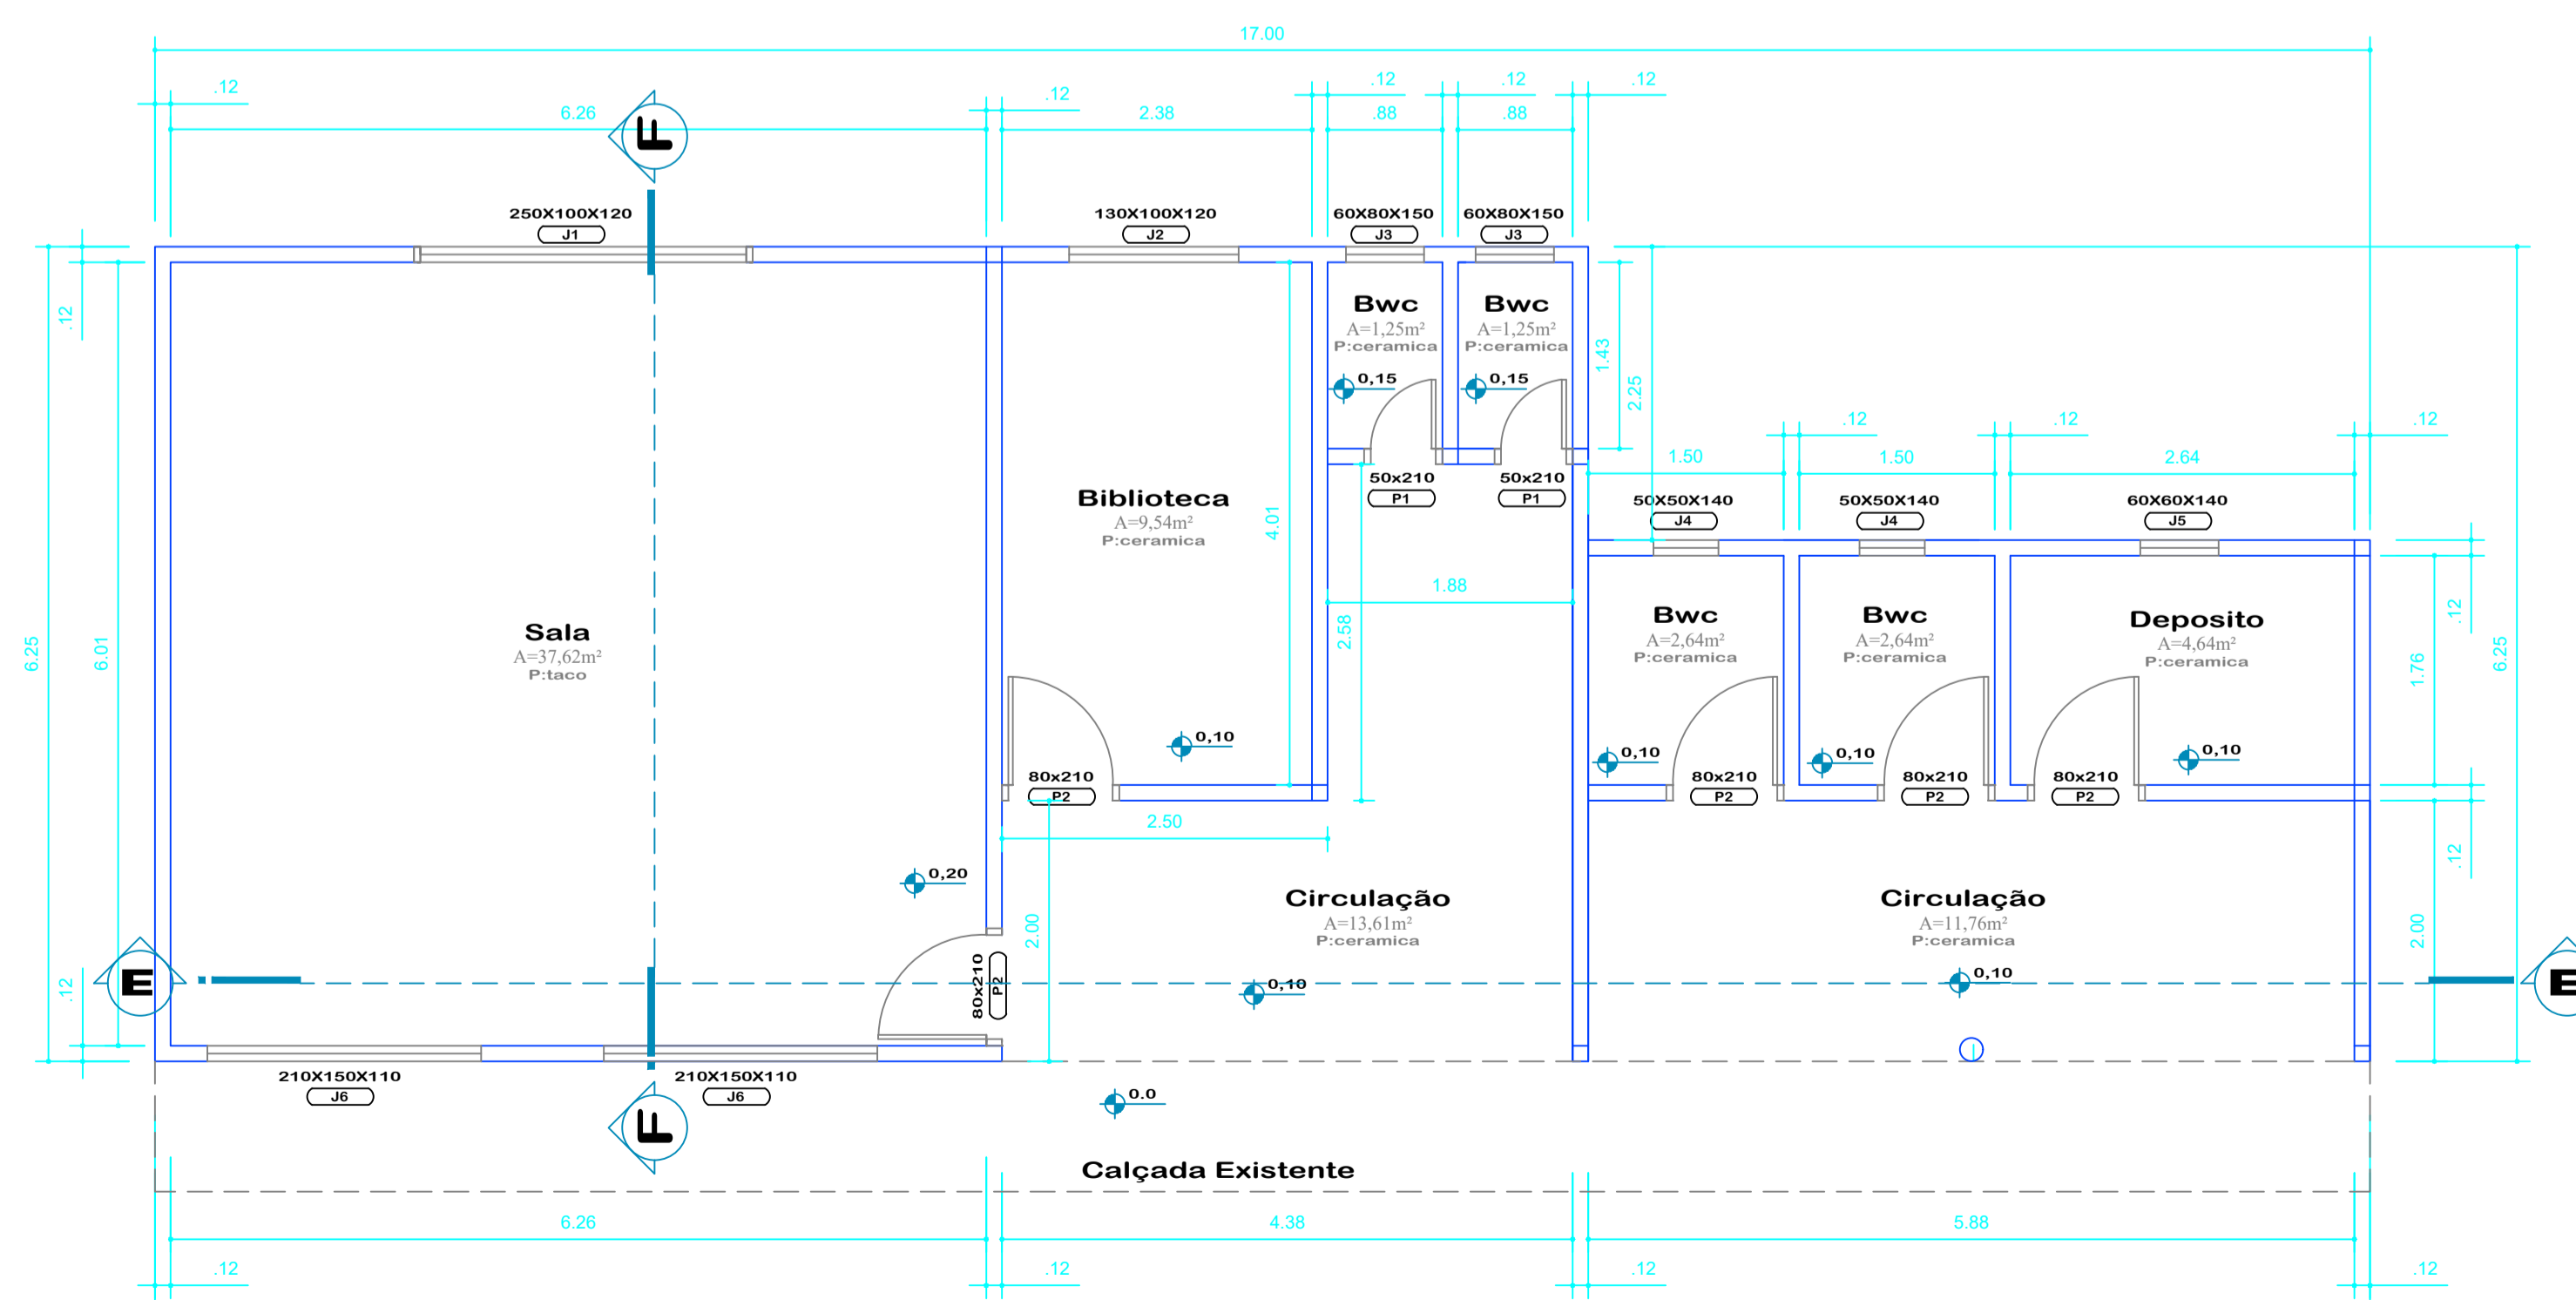 17.00
.12
6.26
.12
2.38
.12
.88
.12
.88
.12
F
250X100X120
J1
130X100X120
J2
60X80X150
J3
60X80X150
J3
.12
6.25
6.01
.12
Bwc
A=1,25m²
P:ceramica
0,15
Bwc
A=1,25m²
P:ceramica
0,15
1.43
2.25
50x210
P1
50x210
P1
1.50
.12
1.50
.12
2.64
.12
50X50X140
J4
50X50X140
J4
60X60X140
J5
Biblioteca
A=9,54m²
P:ceramica
4.01
1.88
2.58
Sala
A=37,62m²
P:taco
Bwc
A=2,64m²
P:ceramica
Bwc
A=2,64m²
P:ceramica
Deposito
A=4,64m²
P:ceramica
.12
1.76
6.25
0,10
0,10
0,10
0,10
80x210
P2
80x210
P2
80x210
P2
80x210
P2
2.50
.12
0,20
2.00
Circulação
A=13,61m²
P:ceramica
0,10
Circulação
A=11,76m²
P:ceramica
0,10
2.00
E
80x210
P2
E
210X150X110
J6
210X150X110
J6
F
0.0
Calçada Existente
6.26
4.38
5.88
.12
.12
.12
.12